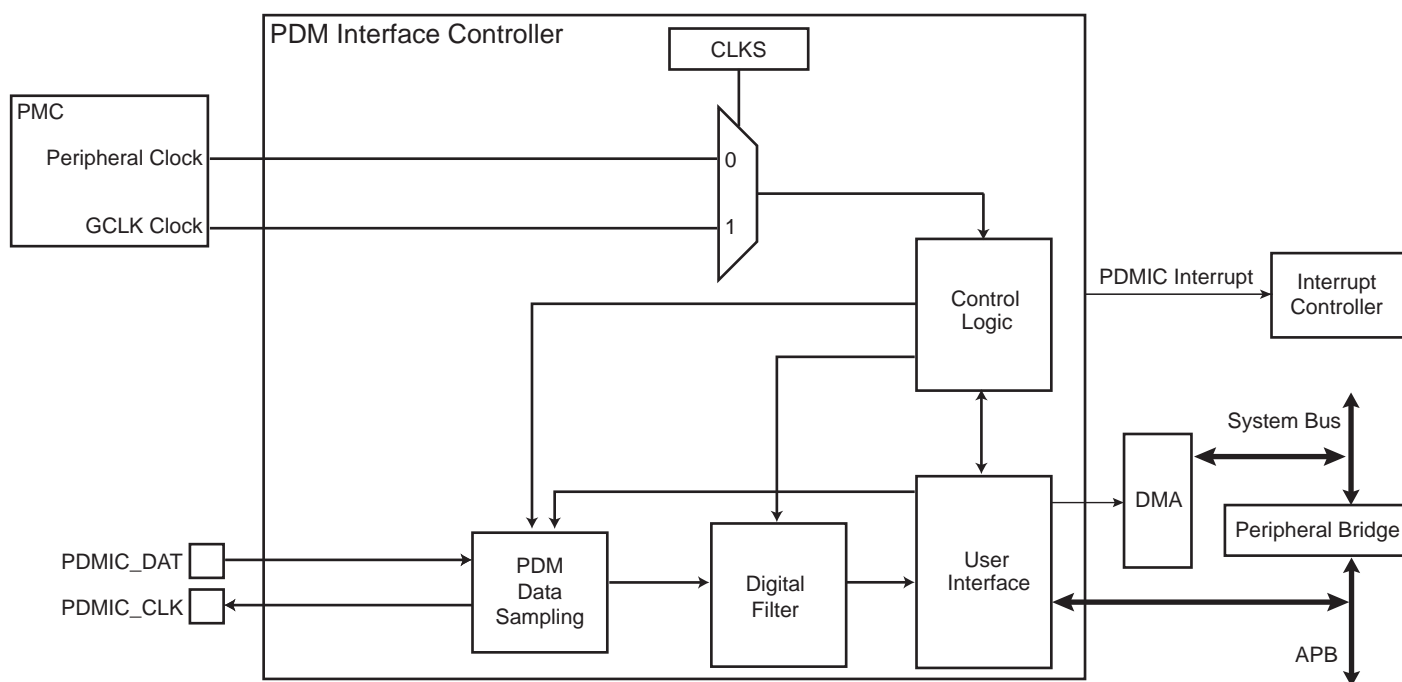 PDM Interface Controller
CLKS
PMC
Peripheral Clock
0
GCLK Clock
1
Control
Logic
PDMIC Interrupt
Interrupt
Controller
System Bus
DMA
Peripheral Bridge
PDMIC_DAT
PDMIC_CLK
PDM
Data
Sampling
Digital
Filter
User
Interface
APB